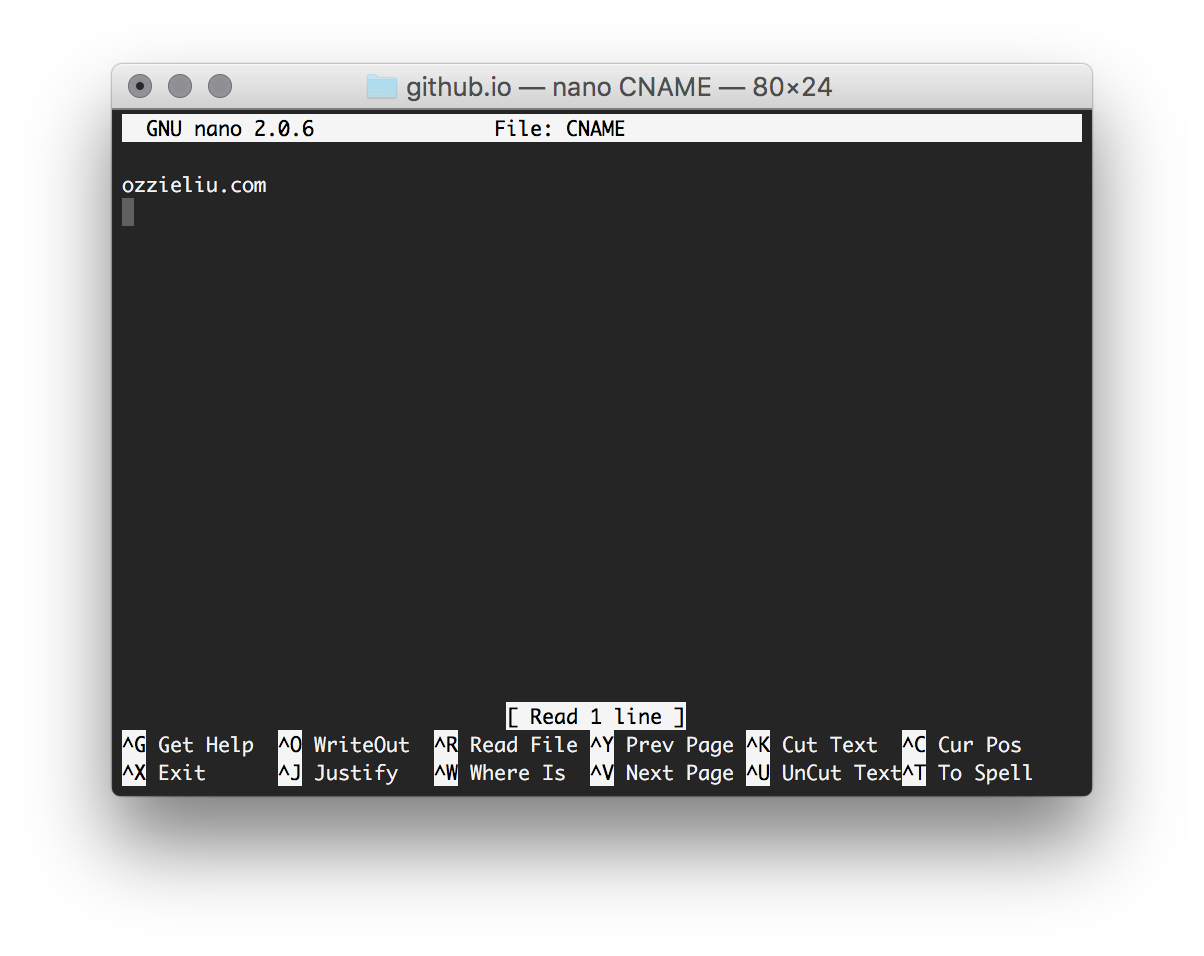 github.io — nano CNAME — 80×24
GNU nano 2.0.6 File: CNAME
ozzieliu.com
[ Read 1 line ]
^G Get Help ^O WriteOut ^R Read File ^Y Prev Page ^K Cut Text ^C Cur Pos
^X Exit ^J Justify ^W Where Is ^V Next Page ^U UnCut Text ^T To Spell